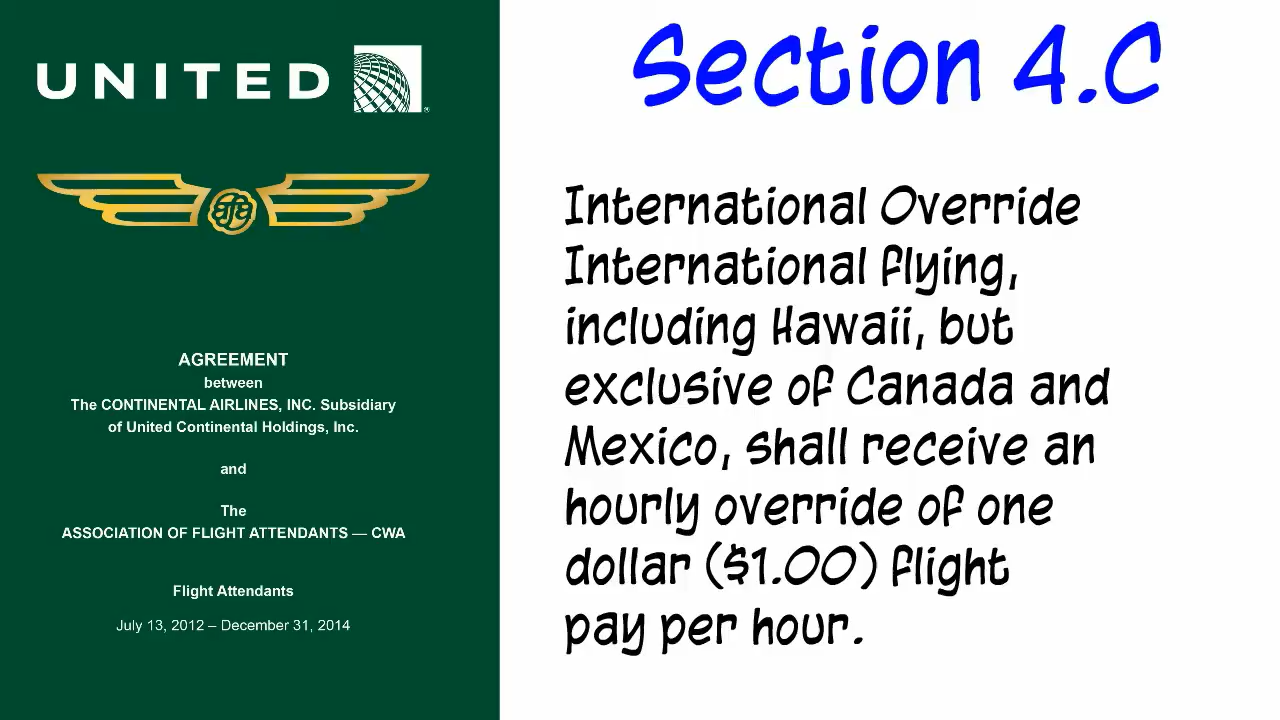 UNITED
afa
AGREEMENT
between
The CONTINENTAL AIRLINES, INC. Subsidiary
of United Continental Holdings, Inc.
and
The
ASSOCIATION OF FLIGHT ATTENDANTS — CWA
Flight Attendants
July 13, 2012 – December 31, 2014
Section 4.C
International Override
International flying,
including Hawaii, but
exclusive of Canada and
Mexico, shall receive an
hourly override of one
dollar ($1.00) flight
pay per hour.